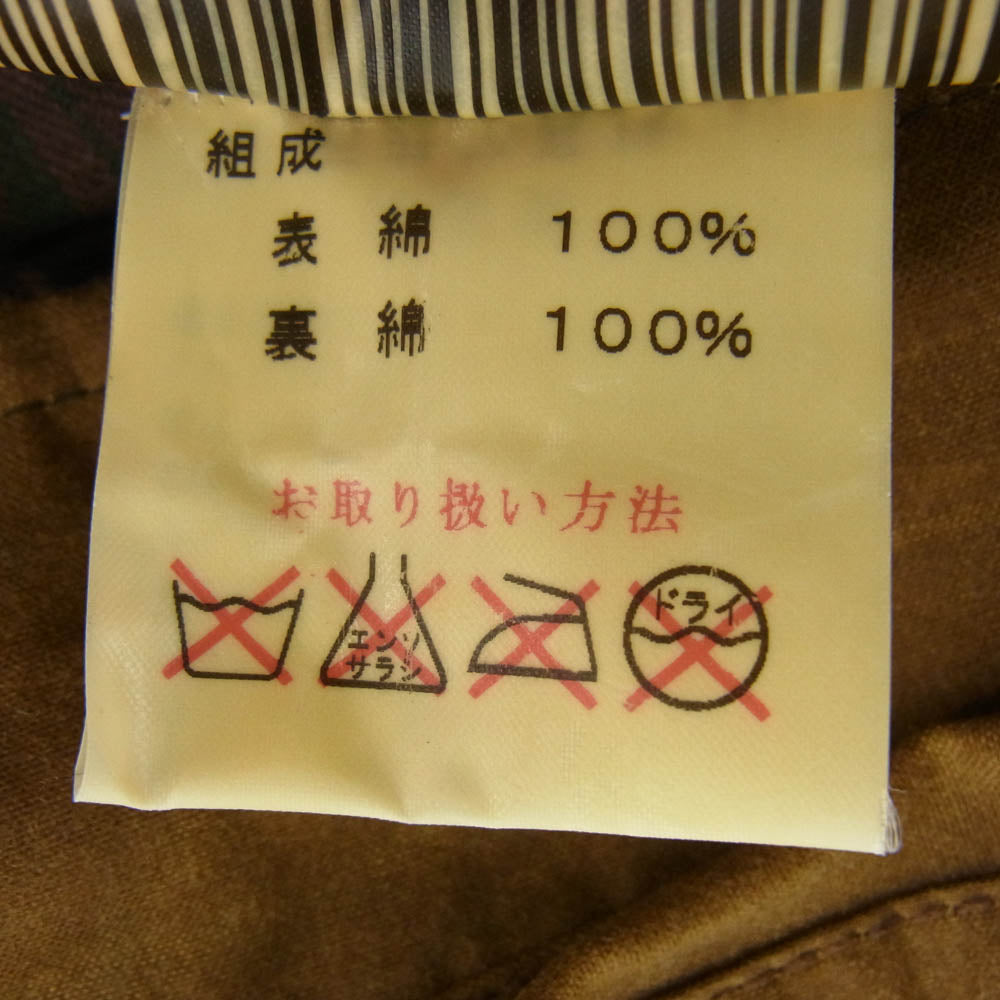 組成
表 綿 100%
裏 綿 100%
お取り扱い方法
エンソ
サラシ
ドライ